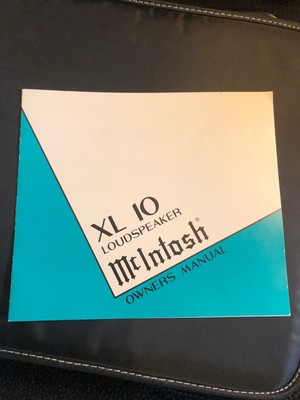 XL 10
LOUDSPEAKER
McIntosh®
OWNERS MANUAL